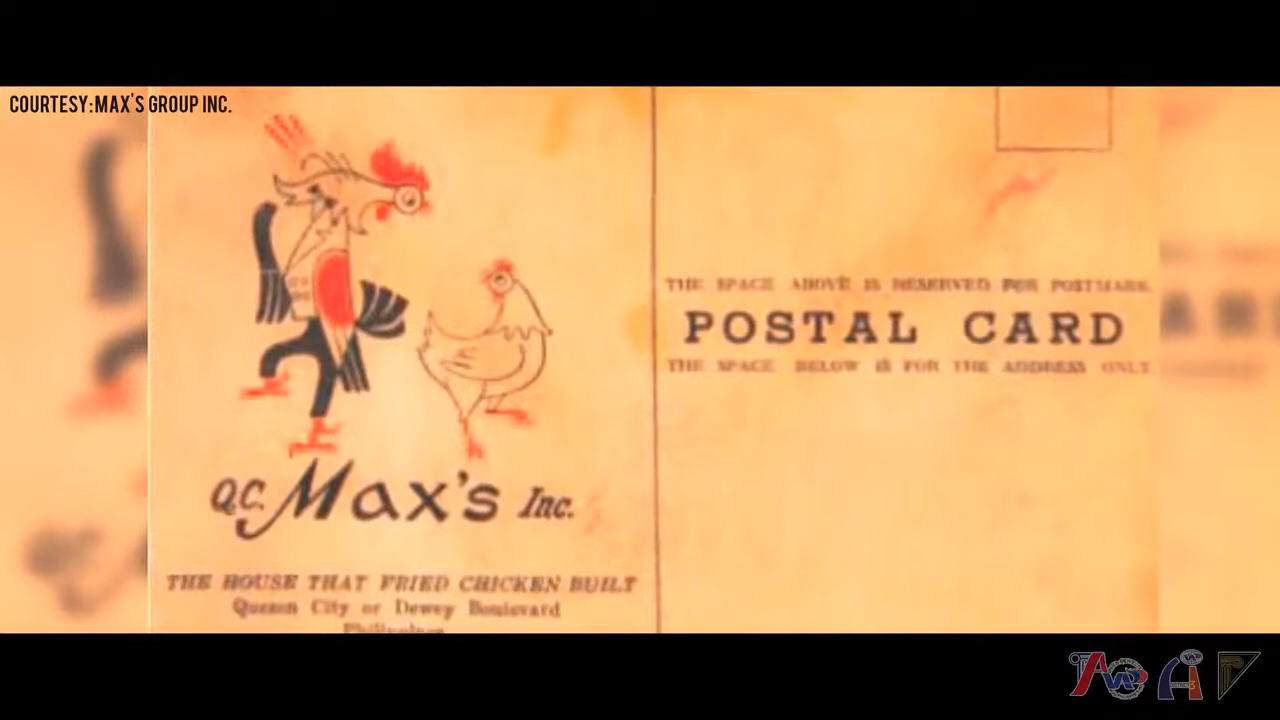 COURTESY:MAX'S GROUP INC.
THE SPACE ABOVE IS RESERVED FOR POSTMARK.
POSTAL CARD
THE SPACE BELOW IS FOR THE ADDRESS ONLY.
Q.C. Max's Inc.
THE HOUSE THAT FRIED CHICKEN BUILT
Quezon City or Dewey Boulevard
Philippines